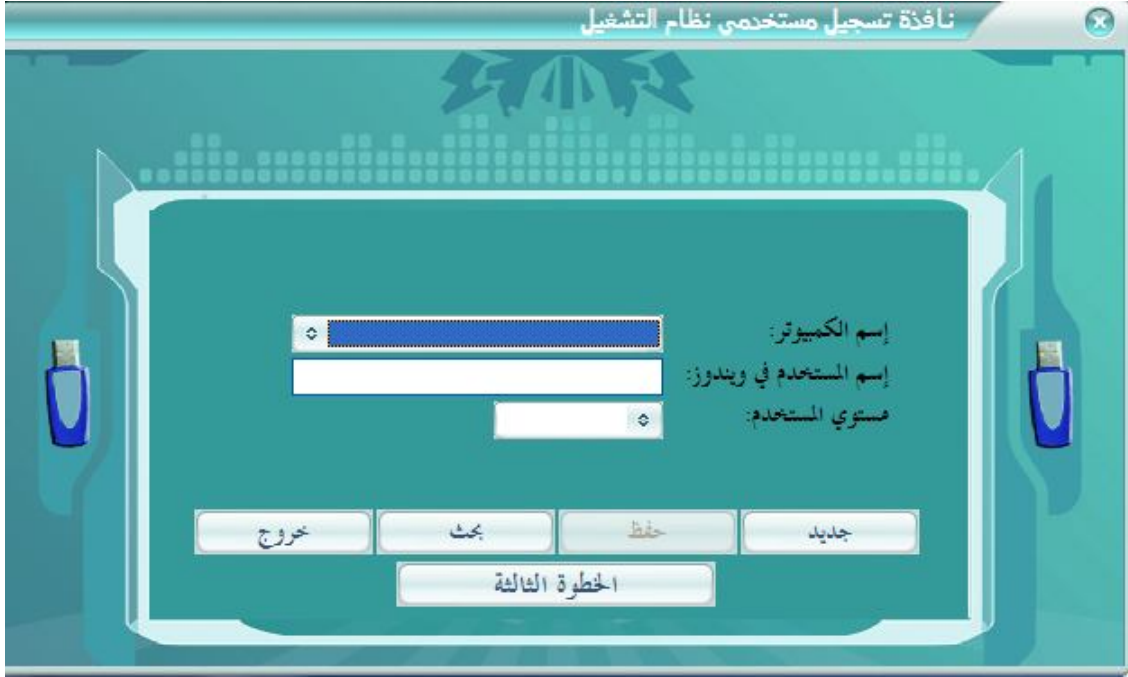 نافذة تسجيل مستخدمي نظام التشغيل
إسم الكمبيوتر:
إسم المستخدم في ويندوز:
مستوي المستخدم:
جديد حفظ بحث خروج
الخطوة الثالثة